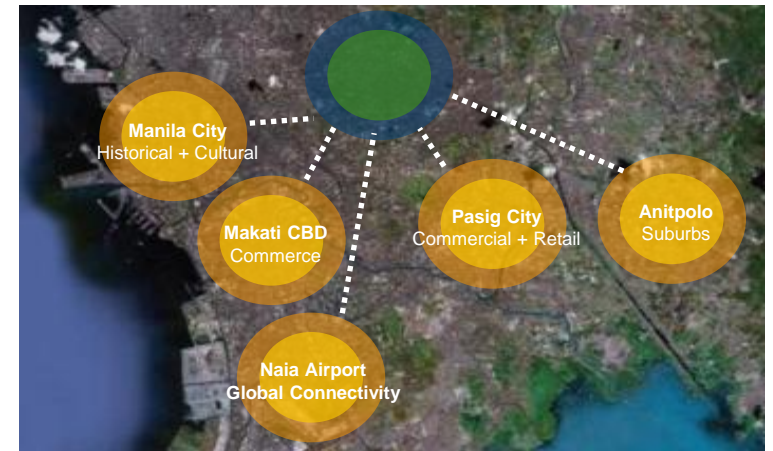 Manila City
Historical + Cultural
Makati CBD
Commerce
Pasig City
Commercial + Retail
Anitpolo
Suburbs
Naia Airport
Global Connectivity